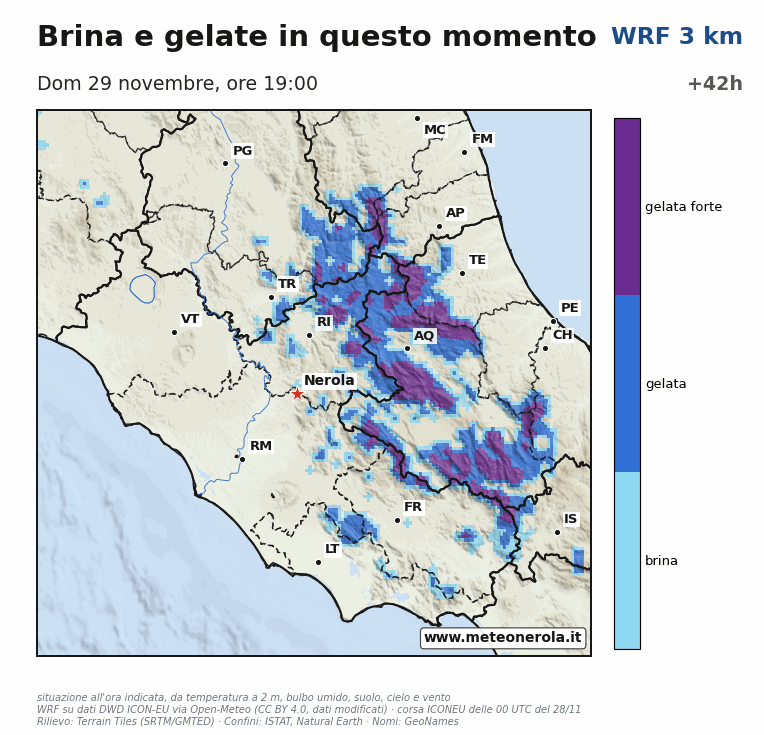 Brina e gelate in questo momento WRF 3 km
Dom 29 novembre, ore 19:00 +42h
MC
FM
PG
AP
TE
TR
PE
VT
RI
AQ
CH
Nerola
RM
FR
IS
LT
www.meteonerola.it
gelata forte
gelata
brina
situazione all'ora indicata, da temperatura a 2 m, bulbo umido, suolo, cielo e vento
WRF su dati DWD ICON-EU via Open-Meteo (CC BY 4.0, dati modificati) · corsa ICONEU delle 00 UTC del 28/11
Rilievo: Terrain Tiles (SRTM/GMTED) · Confini: ISTAT, Natural Earth · Nomi: GeoNames